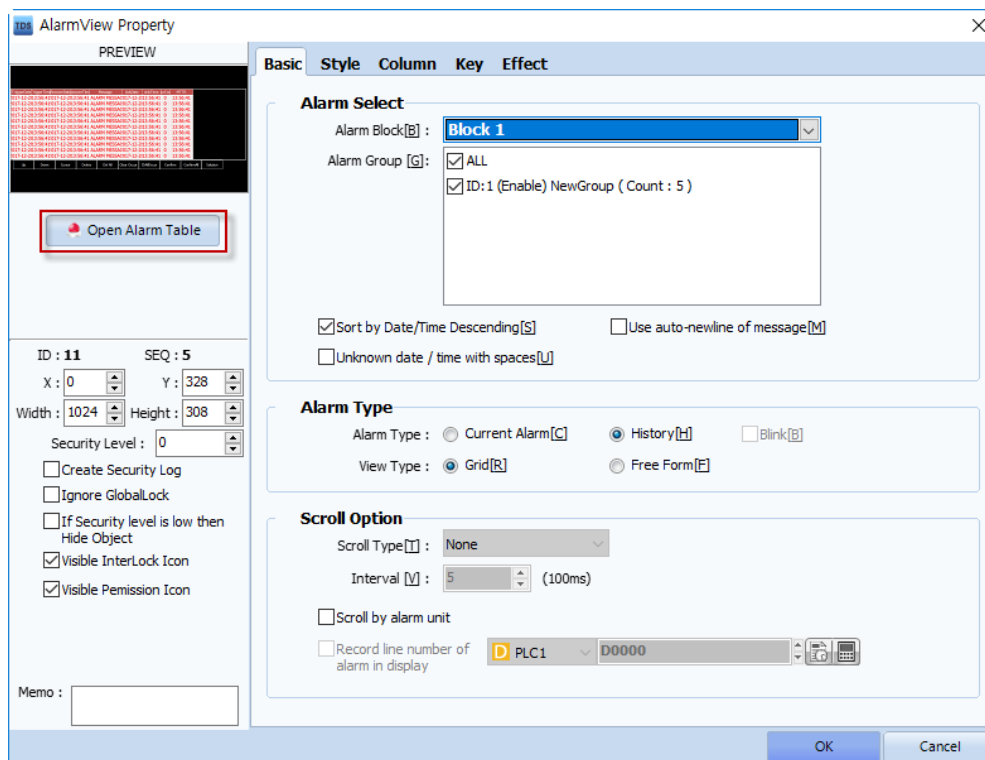 TDS AlarmView Property
PREVIEW
Open Alarm Table
ID : 11 SEQ : 5
X : 0 Y : 328
Width : 1024 Height : 308
Security Level : 0
Create Security Log
Ignore GlobalLock
If Security level is low then
Hide Object
Visible InterLock Icon
Visible Pemission Icon
Memo :
Basic Style Column Key Effect
Alarm Select
Alarm Block[B] : Block 1
Alarm Group [G]: ALL
ID:1 (Enable) NewGroup ( Count : 5 )
Sort by Date/Time Descending[S] Use auto-newline of message[M]
Unknown date / time with spaces[U]
Alarm Type
Alarm Type : Current Alarm[C] History[H] Blink[B]
View Type : Grid[R] Free Form[F]
Scroll Option
Scroll Type[T] : None
Interval [V] : 5 (100ms)
Scroll by alarm unit
Record line number of
alarm in display
D PLC1 D0000
OK Cancel